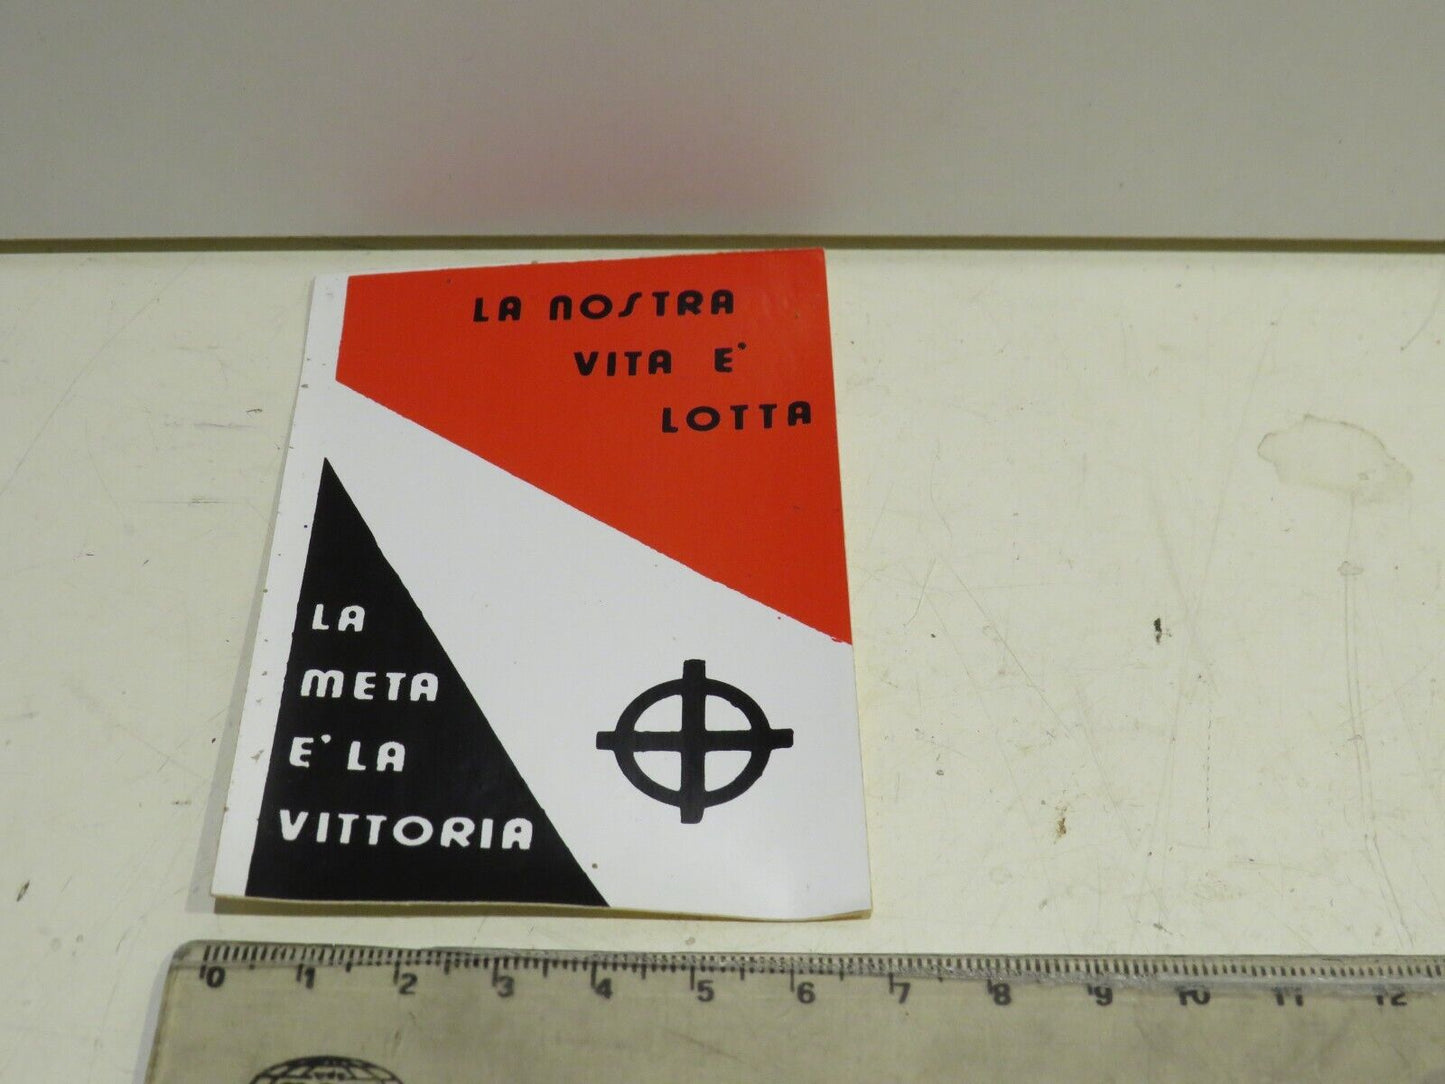 LA NOSTRA
VITA E'
LOTTA
LA
META
E' LA
VITTORIA
0 1 2 3 4 5 6 7 8 9 10 11 12